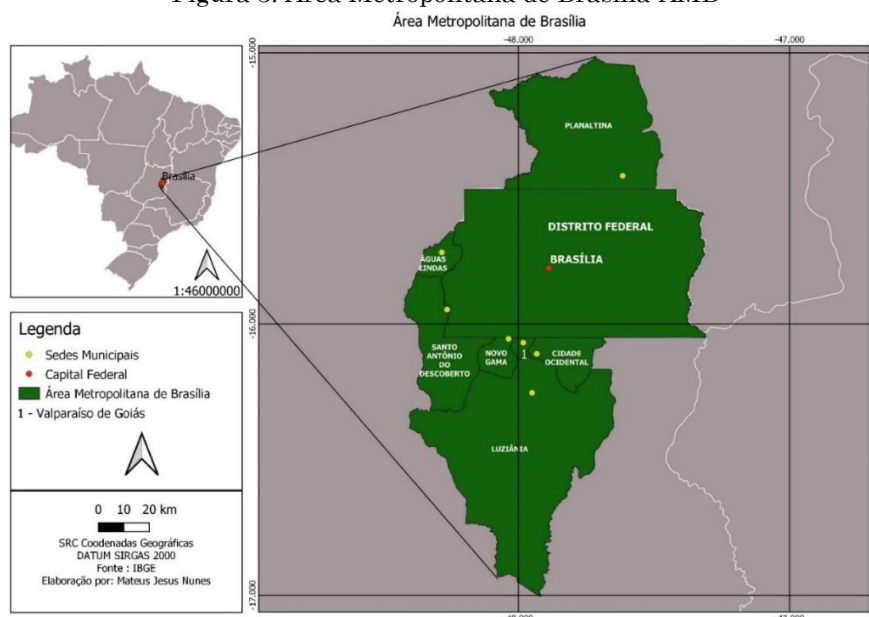 Figura 3. Área Metropolitana de Brasília AMB
Área Metropolitana de Brasília
-48.000
-47.000
-15.000
-16.000
-17.000
Brasília
1:46000000
PLANALTINA
DISTRITO FEDERAL
BRASÍLIA
ÁGUAS
LINDAS
SANTO
ANTÔNIO
DO
DESCOBERTO
NOVO
GAMA
1
CIDADE
OCIDENTAL
LUZIÂNIA
Legenda
Sedes Municipais
Capital Federal
Área Metropolitana de Brasília
1 - Valparaíso de Goiás
0 10 20 km
SRC Coodenadas Geográficas
DATUM SIRGAS 2000
Fonte : IBGE
Elaboração por: Mateus Jesus Nunes